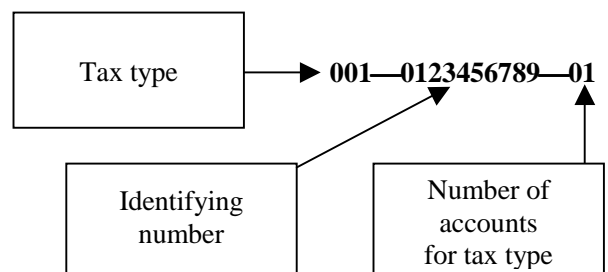 Tax type
001—0123456789—01
Identifying
number
Number of
accounts
for tax type